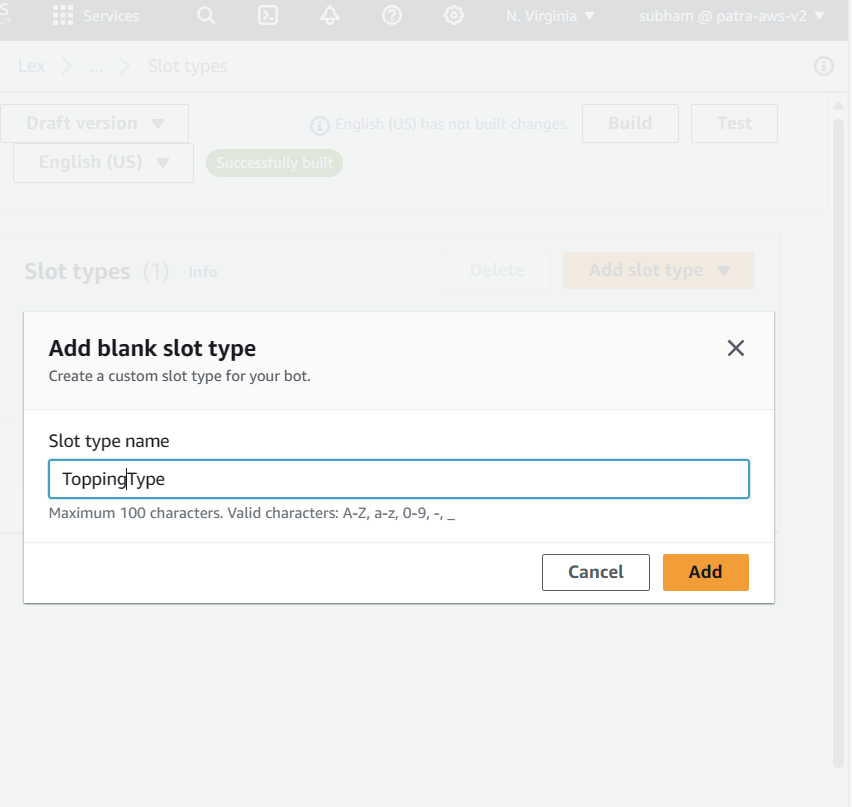 S
Services
N. Virginia
subham @ patra-aws-v2
Lex
...
Slot types
Draft version
English (US) has not built changes.
Build
Test
English (US)
Successfully built
Slot types (1) Info
Delete
Add slot type
Add blank slot type
Create a custom slot type for your bot.
Slot type name
ToppingType
Maximum 100 characters. Valid characters: A-Z, a-z, 0-9, -, _
Cancel
Add